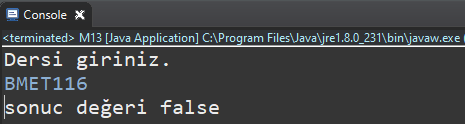 Console
<terminated> M13 [Java Application] C:\Program Files\Java\jre1.8.0_231\bin\javaw.exe (
Dersi giriniz.
BMET116
sonuc değeri false